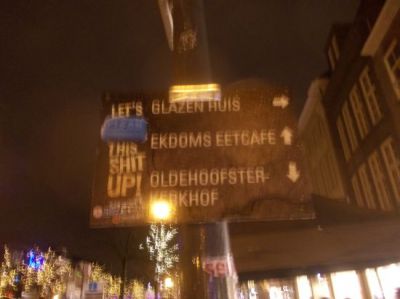 LET'S
THIS
SHIT
UP!
GLAZEN HUIS
EKDOMS EETCAFE
OLDEHOOFSTER-
KERKHOF